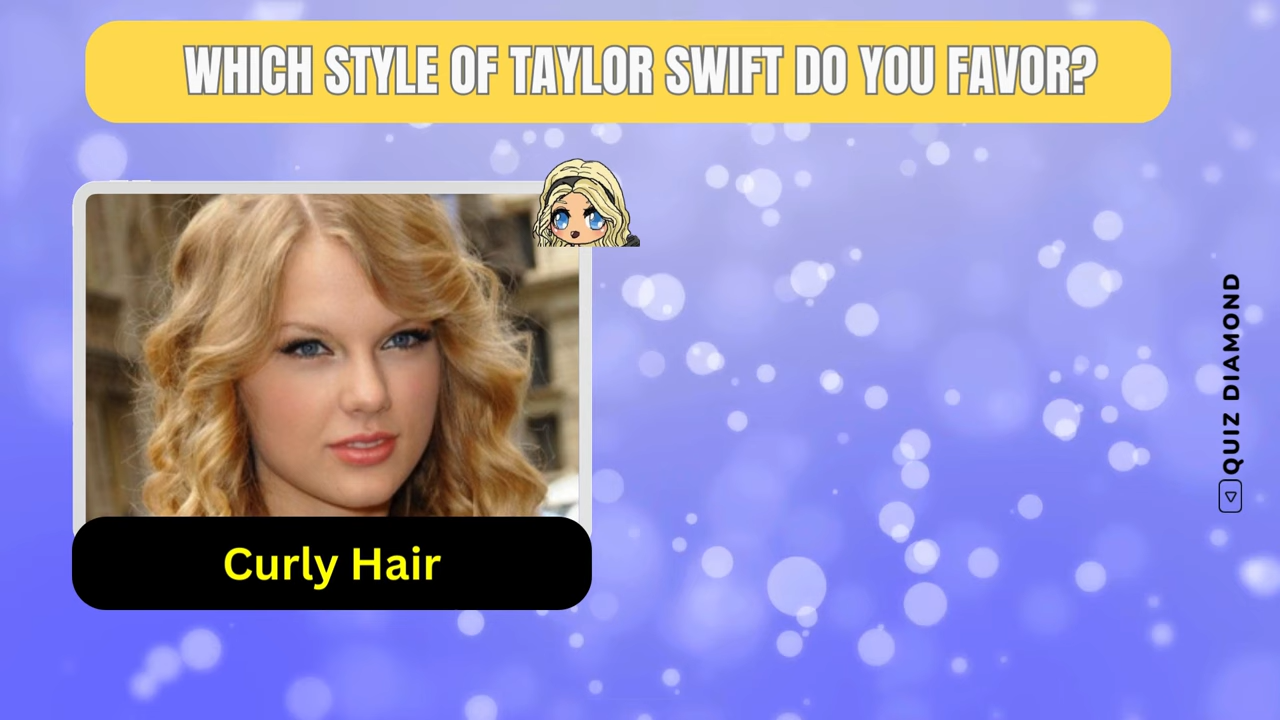 WHICH STYLE OF TAYLOR SWIFT DO YOU FAVOR?
Curly Hair
QUIZ DIAMOND